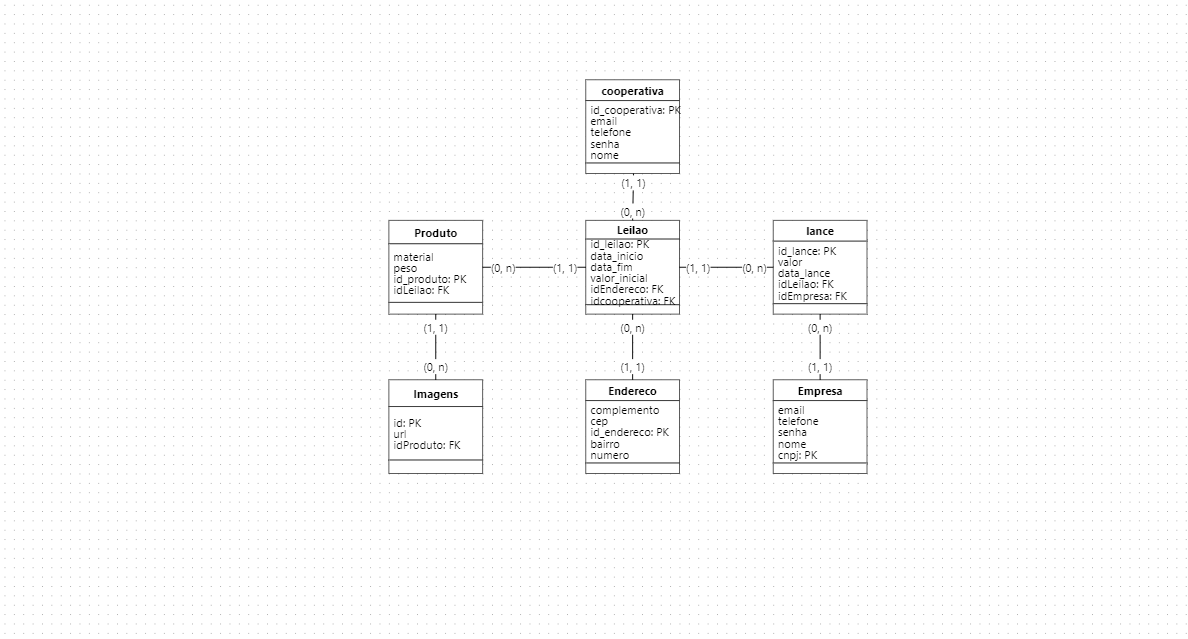 cooperativa
id_cooperativa: PK
email
telefone
senha
nome
(1, 1)
(0, n)
Produto
material
peso
id_produto: PK
idLeilao: FK
(0, n)
(1, 1)
Leilao
id_leilao: PK
data_inicio
data_fim
valor_inicial
idEndereco: FK
idcooperativa: FK
(1, 1)
(0, n)
lance
id_lance: PK
valor
data_lance
idLeilao: FK
idEmpresa: FK
(1, 1)
(0, n)
(0, n)
(0, n)
(1, 1)
(1, 1)
Imagens
id: PK
url
idProduto: FK
Endereco
complemento
cep
id_endereco: PK
bairro
numero
Empresa
email
telefone
senha
nome
cnpj: PK